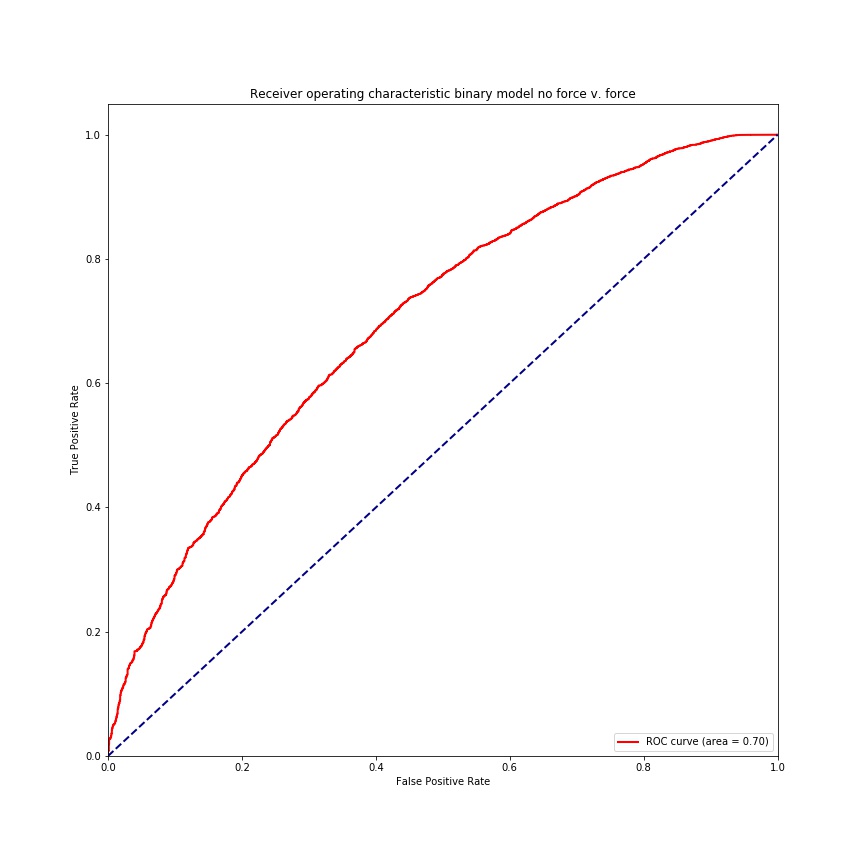 Receiver operating characteristic binary model no force v. force
True Positive Rate
1.0
0.8
0.6
0.4
0.2
0.0
0.0 0.2 0.4 0.6 0.8 1.0
False Positive Rate
ROC curve (area = 0.70)